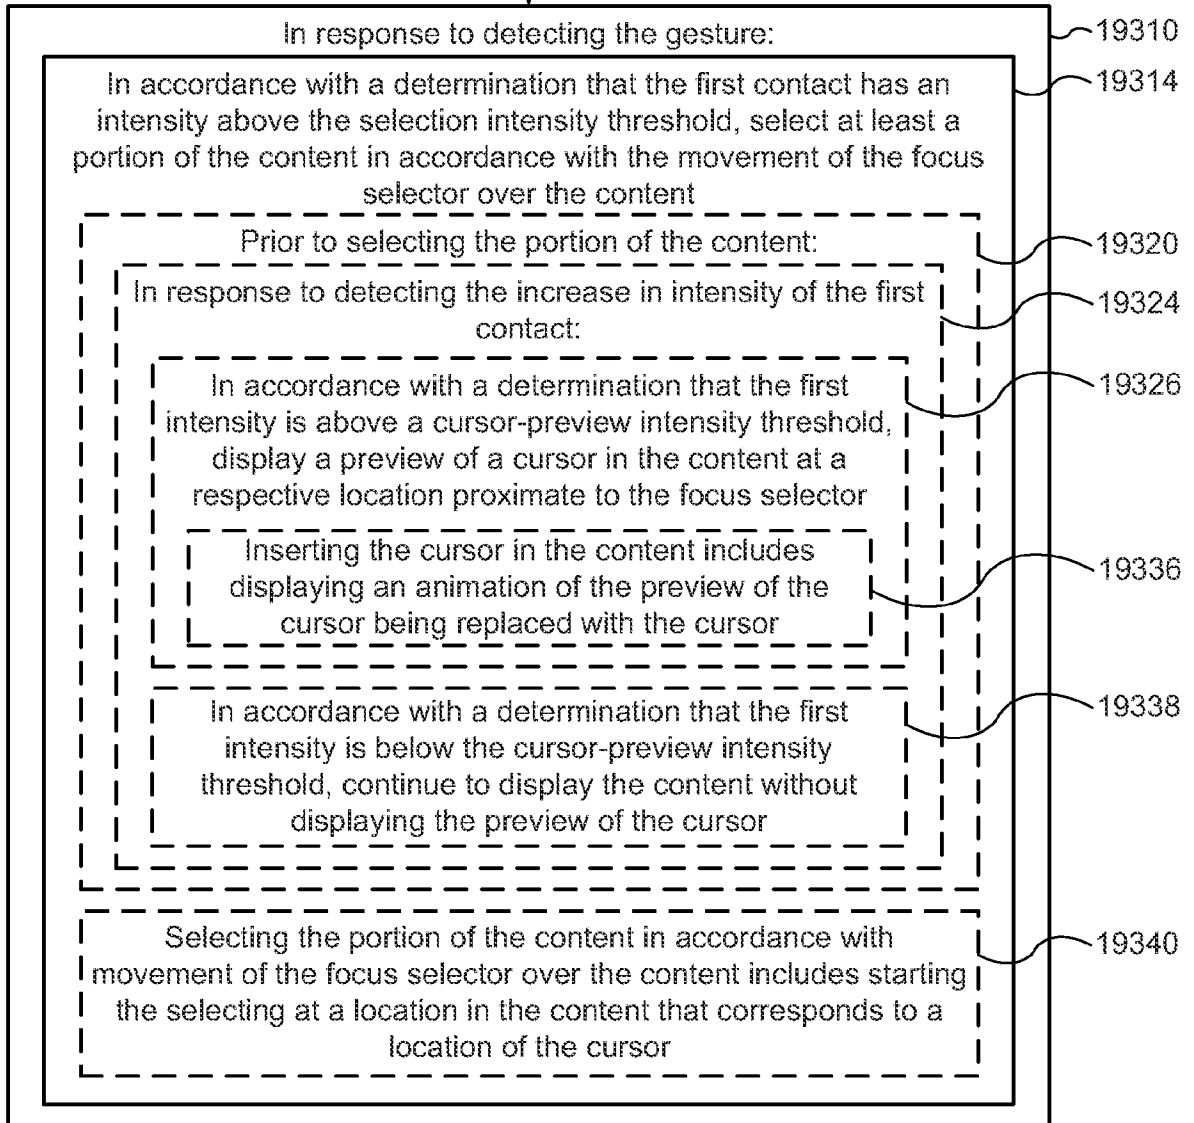 In response to detecting the gesture:
19310
In accordance with a determination that the first contact has an
19314
intensity above the selection intensity threshold, select at least a
portion of the content in accordance with the movement of the focus
selector over the content
Prior to selecting the portion of the content:
19320
In response to detecting the increase in intensity of the first
19324
contact:
In accordance with a determination that the first
19326
intensity is above a cursor-preview intensity threshold,
display a preview of a cursor in the content at a
respective location proximate to the focus selector
Inserting the cursor in the content includes
19336
displaying an animation of the preview of the
cursor being replaced with the cursor
In accordance with a determination that the first
19338
intensity is below the cursor-preview intensity
threshold, continue to display the content without
displaying the preview of the cursor
Selecting the portion of the content in accordance with
19340
movement of the focus selector over the content includes starting
the selecting at a location in the content that corresponds to a
location of the cursor